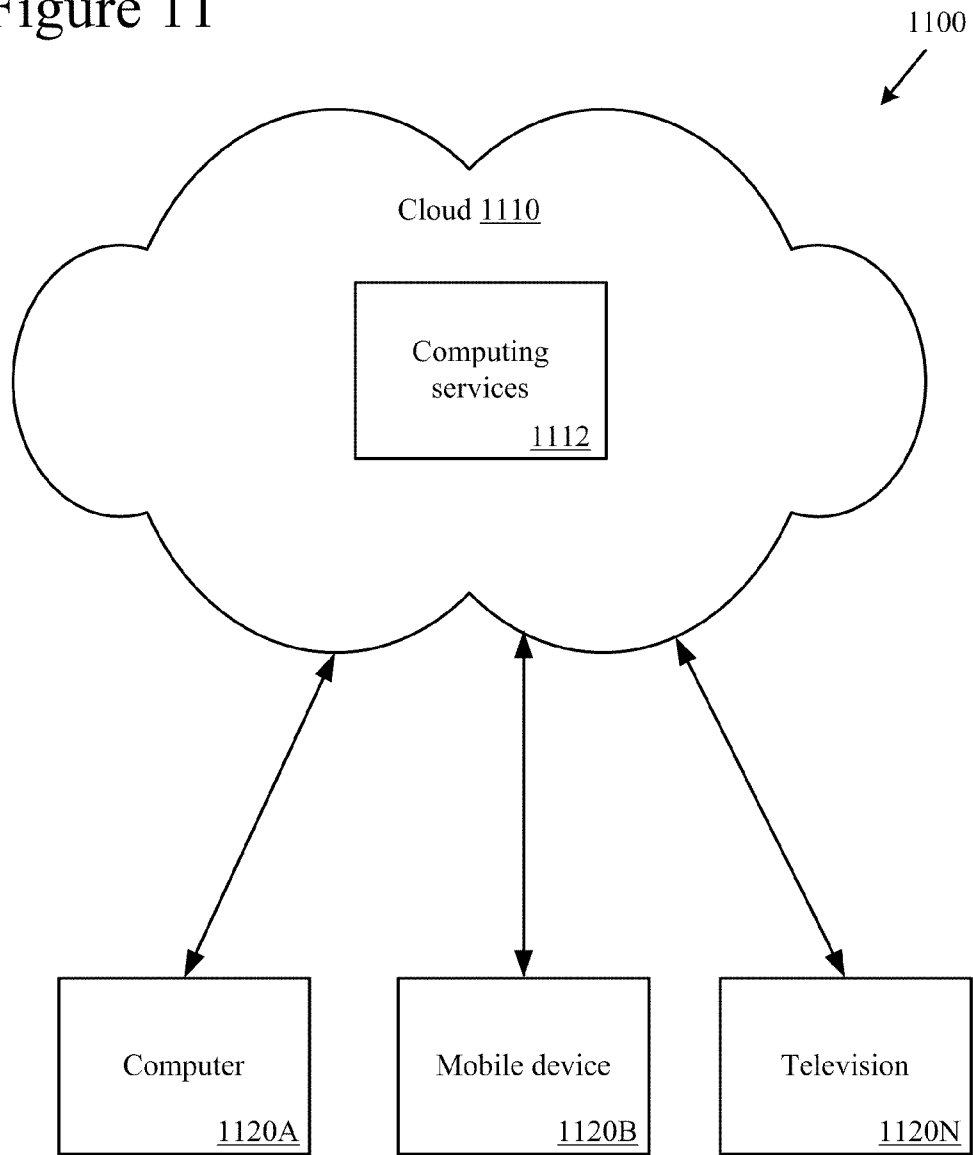 Figure 11
1100
Cloud 1110
Computing
services
1112
Computer
1120A
Mobile device
1120B
Television
1120N